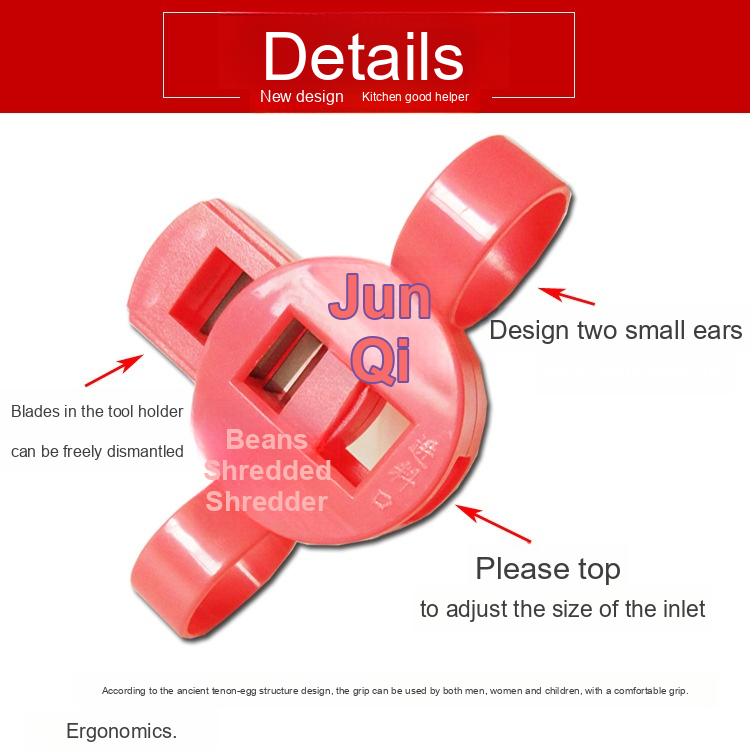 Details
New design Kitchen good helper
Jun
Qi
Design two small ears
Blades in the tool holder
can be freely dismantled
Beans
Shredded
Shredder
Please top
to adjust the size of the inlet
According to the ancient tenon-egg structure design, the grip can be used by both men, women and children, with a comfortable grip.
Ergonomics.